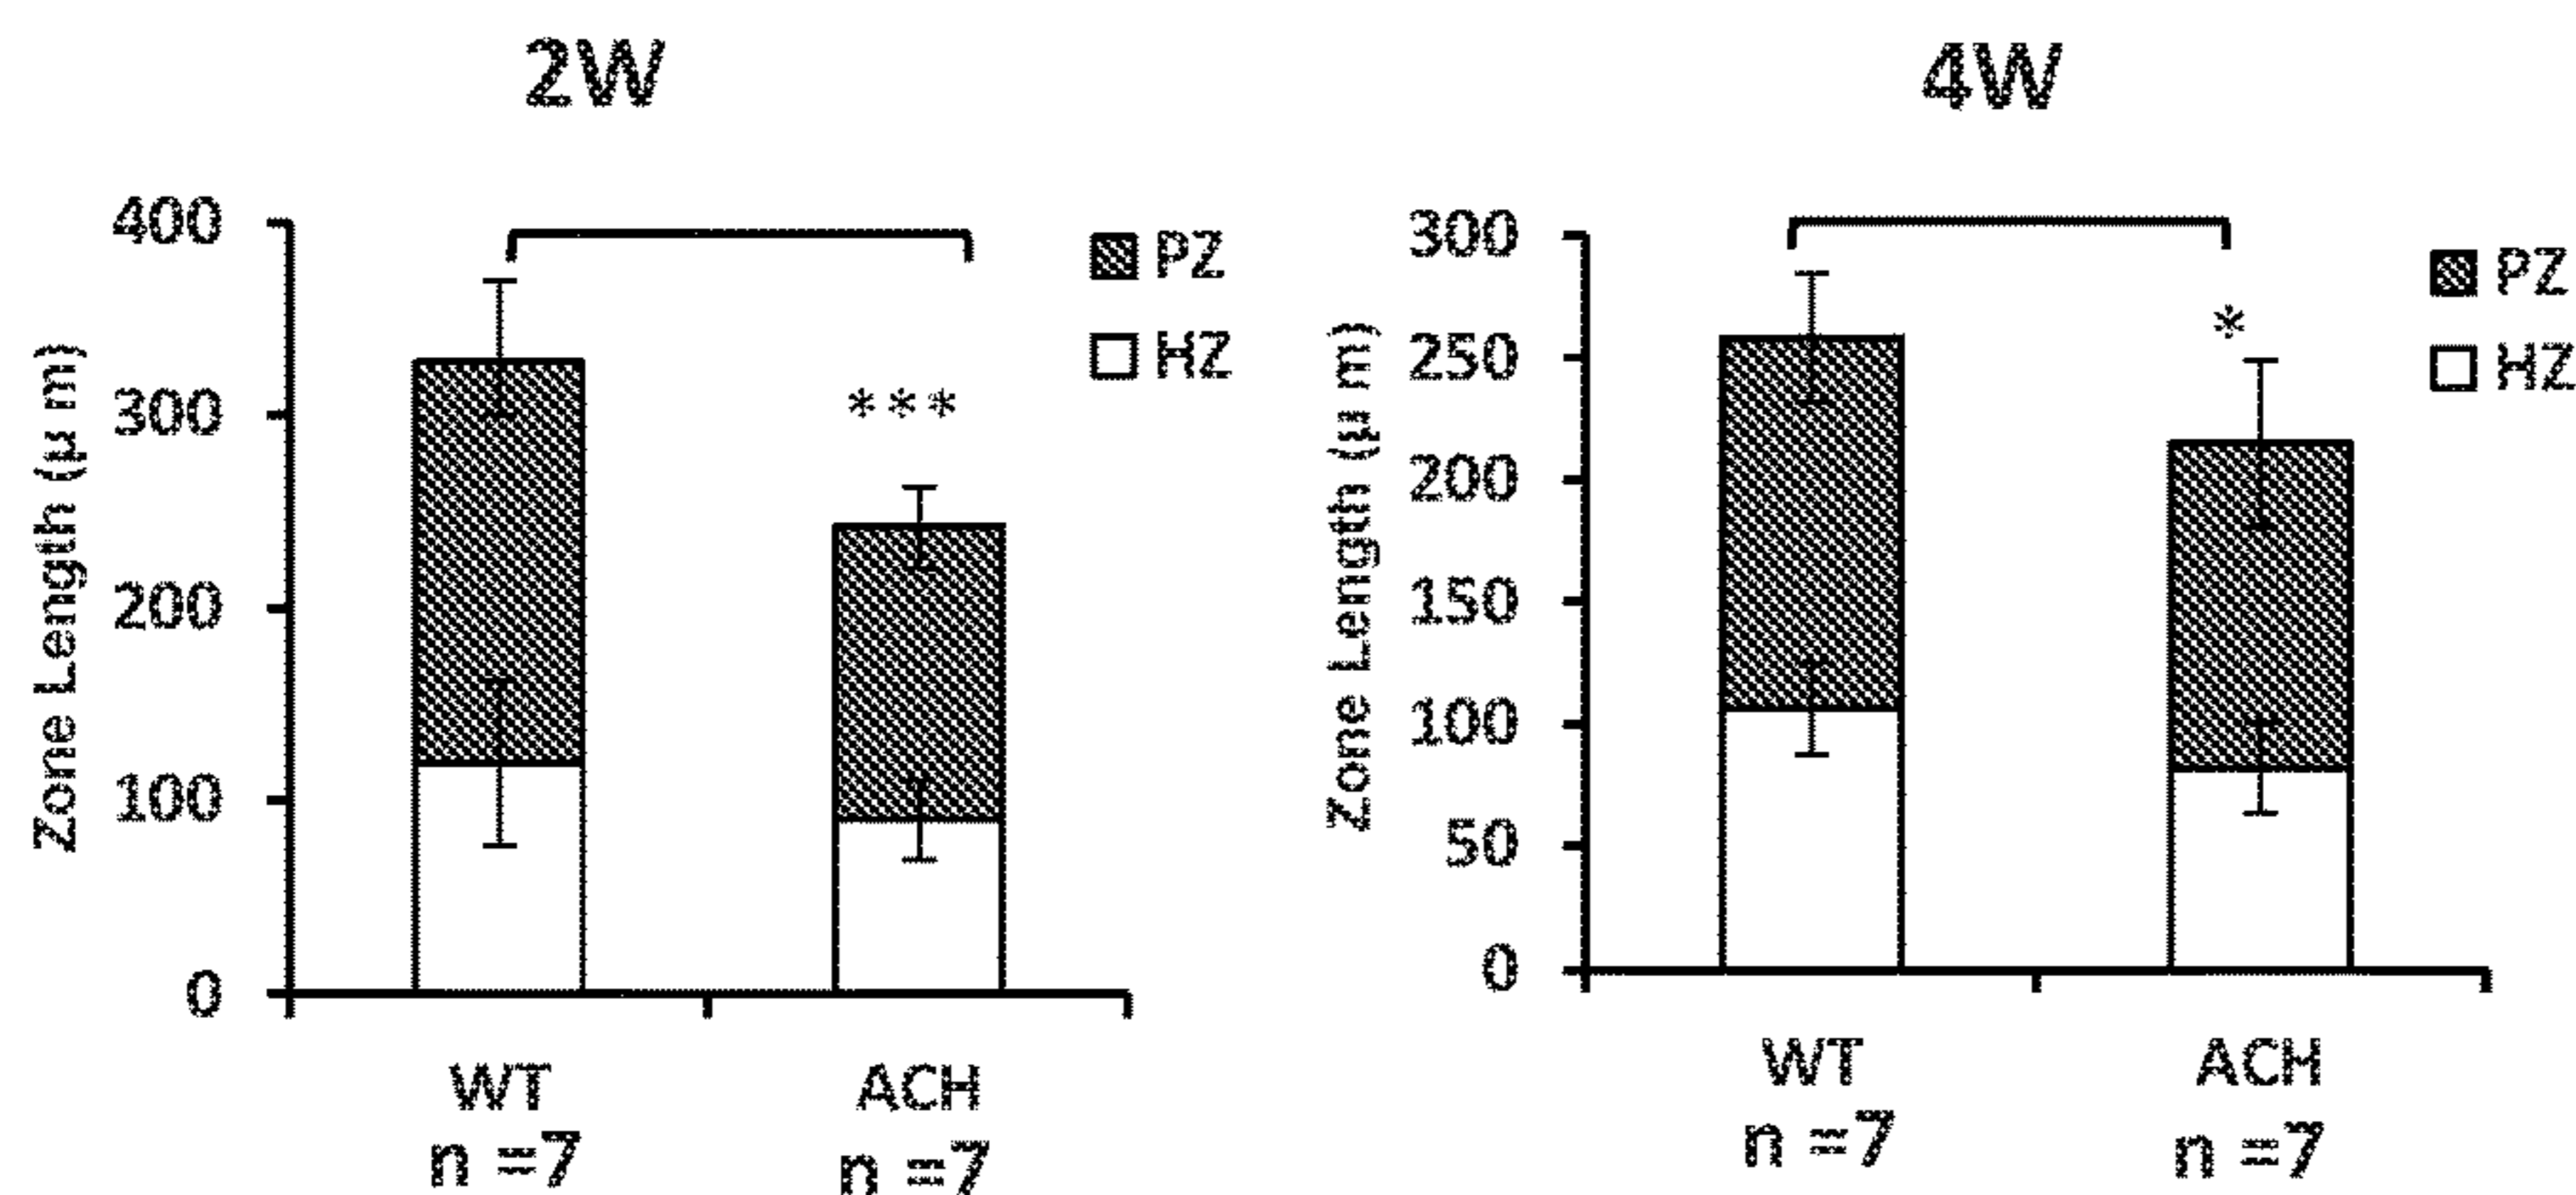 2W
400
300
200
100
0
Zone Length (μ m)
***
PZ
HZ
WT
n =7
ACH
n =7
4W
300
250
200
150
100
50
0
Zone Length (μ m)
*
PZ
HZ
WT
n =7
ACH
n =7